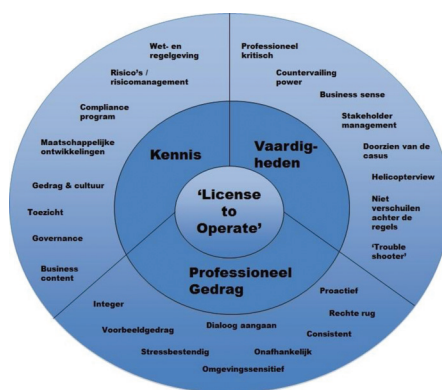 Wet- en
regelgeving
Risico's /
risicomanagement
Compliance
program
Maatschappelijke
ontwikkelingen
Gedrag & cultuur
Toezicht
Governance
Business
content
Professioneel
kritisch
Countervailing
power
Business sense
Stakeholder
management
Doorzien van de
casus
Helicopterview
Niet
verschuilen
achter de
regels
'Trouble
shooter'
Kennis
Vaardig-
heden
'License
to
Operate'
Professioneel
Gedrag
Integer
Voorbeeldgedrag
Stressbestendig
Dialoog aangaan
Omgevingssensitief
Onafhankelijk
Consistent
Rechte rug
Proactief